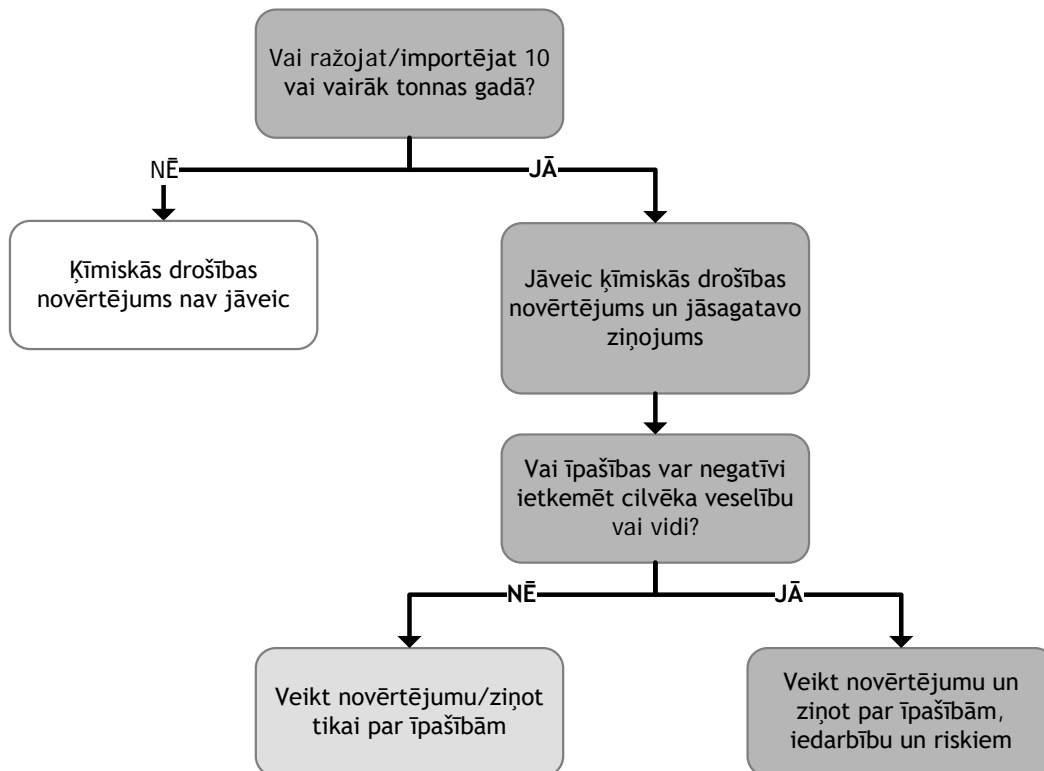 Vai ražojat/importējat 10
vai vairāk tonnas gadā?
NĒ
JĀ
Ķīmiskās drošības
novērtējums nav jāveic
Jāveic ķīmiskās drošības
novērtējums un jāsagatavo
ziņojums
Vai īpašības var negatīvi
ietkemēt cilvēka veselību
vai vidi?
NĒ
JĀ
Veikt novērtējumu/ziņot
tikai par īpašībām
Veikt novērtējumu un
ziņot par īpašībām,
iedarbību un riskiem